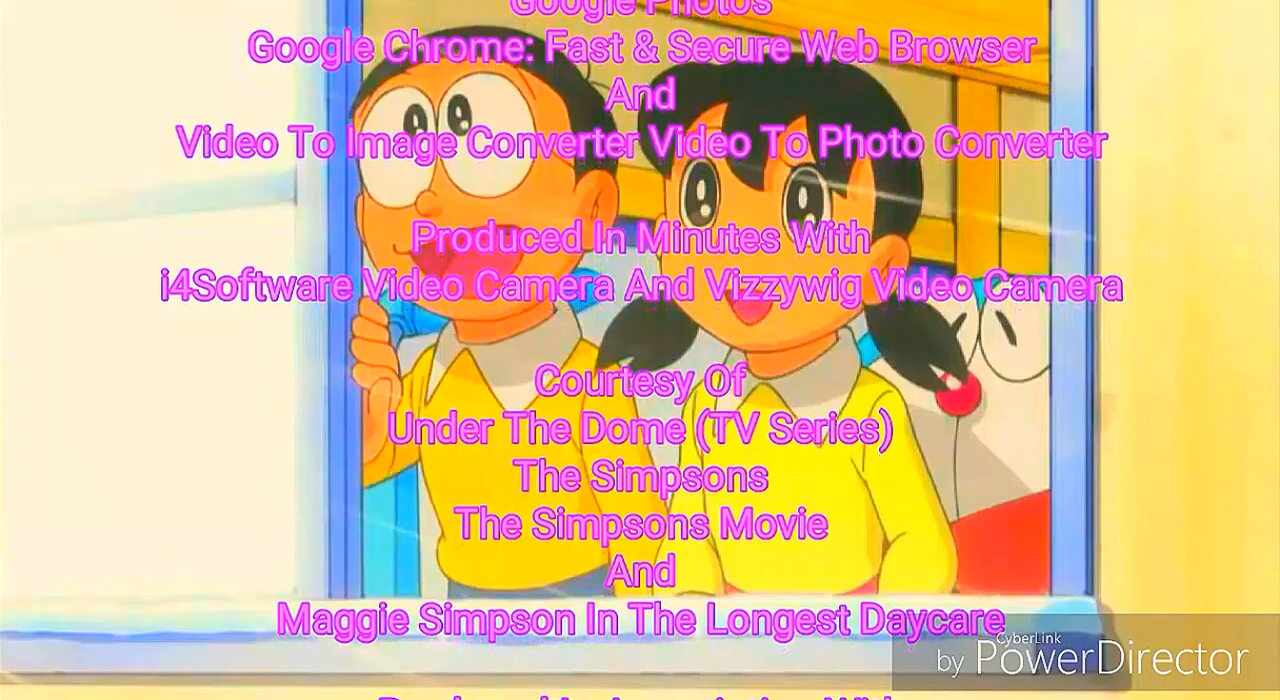 Google Photos
Google Chrome: Fast & Secure Web Browser
And
Video To Image Converter Video To Photo Converter
Produced In Minutes With
i4Software Video Camera And Vizzywig Video Camera
Courtesy Of
Under The Dome (TV Series)
The Simpsons
The Simpsons Movie
And
Maggie Simpson In The Longest Daycare
CyberLink
by PowerDirector